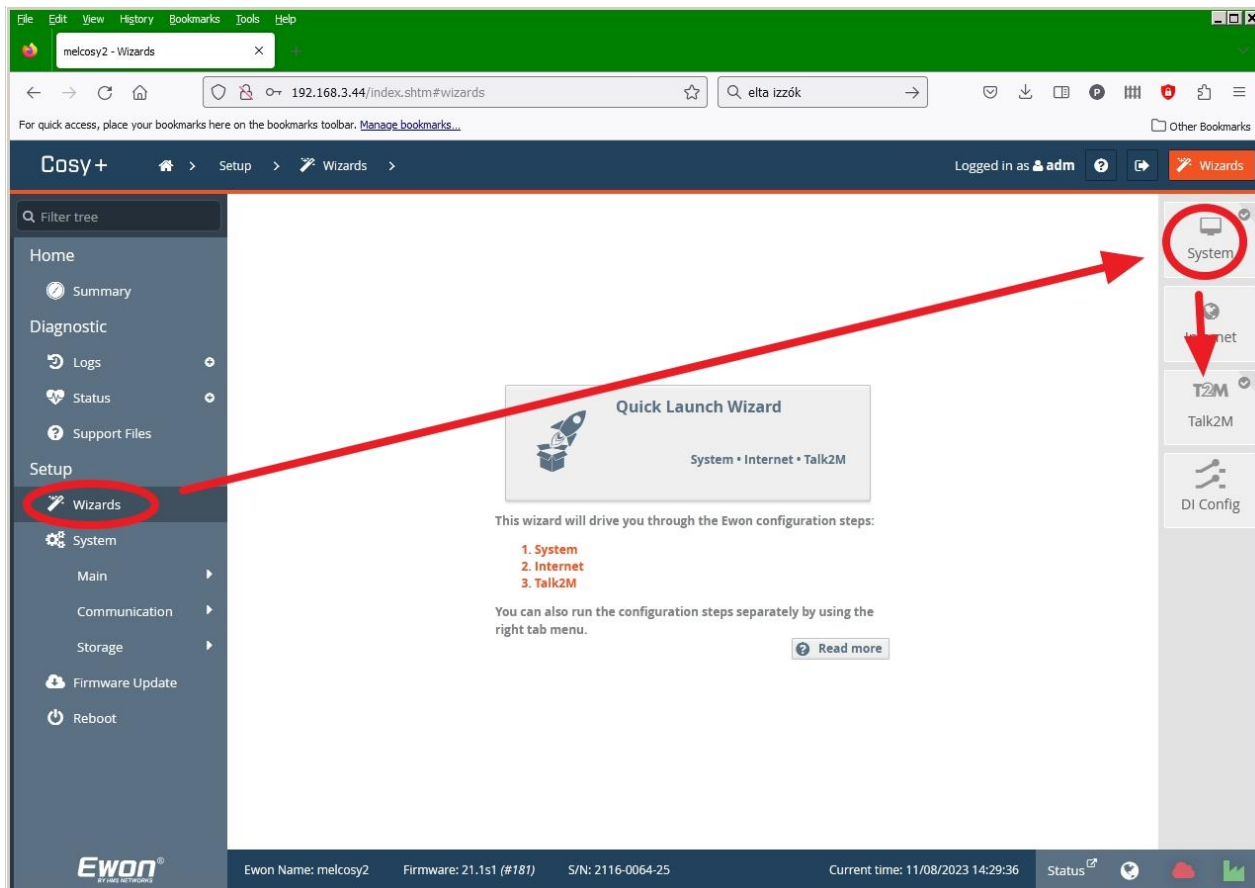 File Edit View History Bookmarks Tools Help
melcosy2 - Wizards
192.168.3.44/index.shtm#wizards
elta izzók
For quick access, place your bookmarks here on the bookmarks toolbar. Manage bookmarks...
Other Bookmarks
Cosy+ > Setup > Wizards >
Logged in as adm
Wizards
Filter tree
Home
Summary
Diagnostic
Logs
Status
Support Files
Setup
Wizards
System
Main
Communication
Storage
Firmware Update
Reboot
Ewon®
BY HMS NETWORKS
Quick Launch Wizard
System • Internet • Talk2M
This wizard will drive you through the Ewon configuration steps:
1. System
2. Internet
3. Talk2M
You can also run the configuration steps separately by using the
right tab menu.
Read more
System
T2M
Talk2M
DI Config
Ewon Name: melcosy2 Firmware: 21.1s1 (#181) S/N: 2116-0064-25 Current time: 11/08/2023 14:29:36 Status